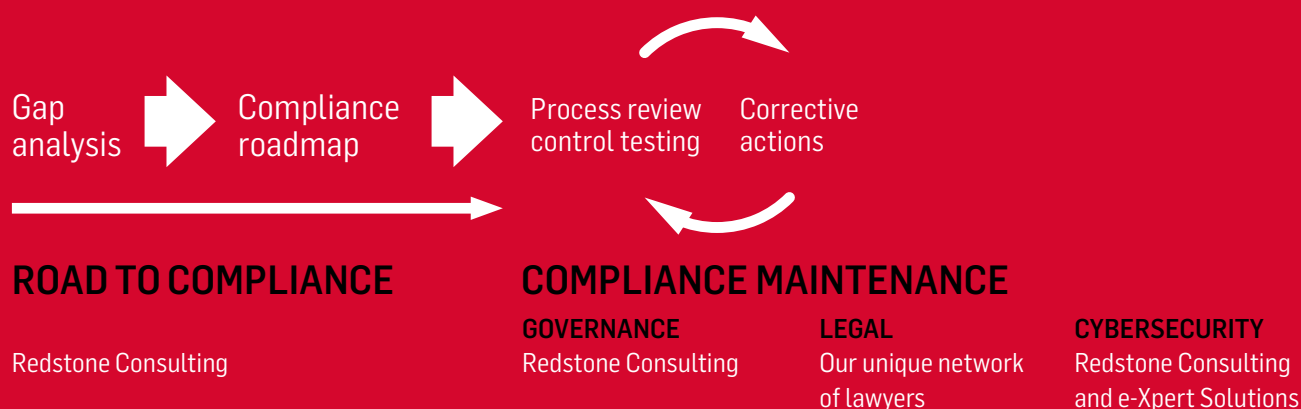 Gap
analysis
Compliance
roadmap
Process review
control testing
Corrective
actions
ROAD TO COMPLIANCE
Redstone Consulting
COMPLIANCE MAINTENANCE
GOVERNANCE
Redstone Consulting
LEGAL
Our unique network
of lawyers
CYBERSECURITY
Redstone Consulting
and e-Xpert Solutions